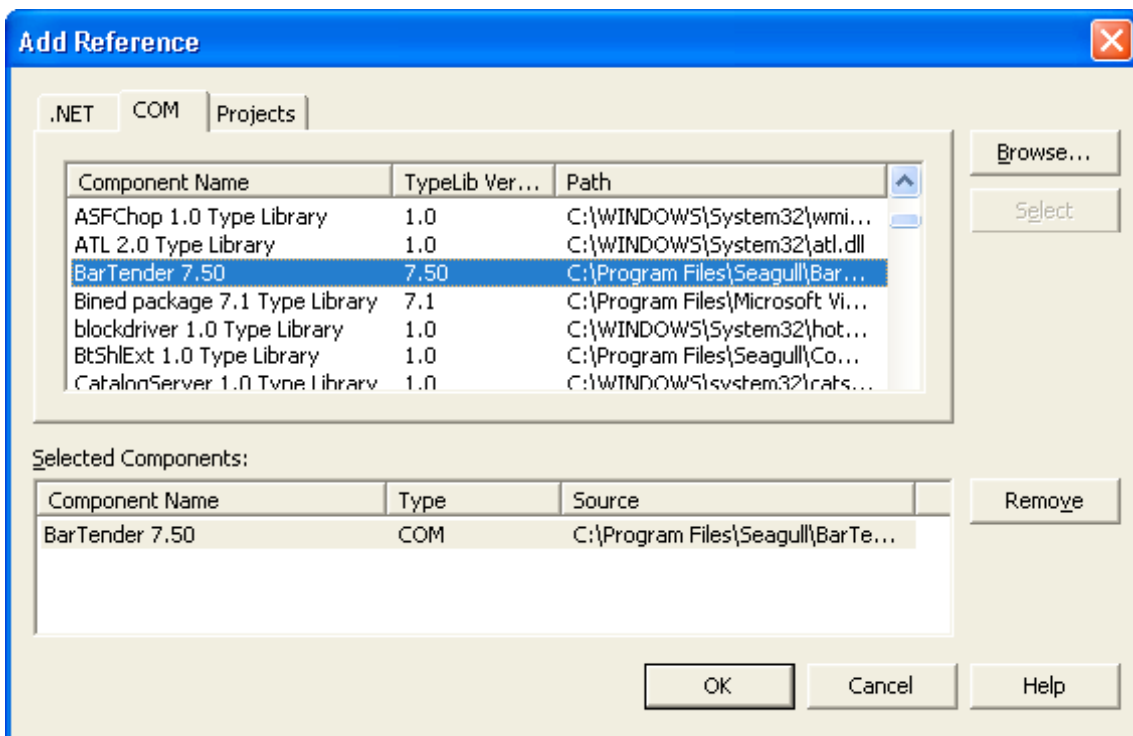 Add Reference
.NET COM Projects
Browse...
Component Name TypeLib Ver... Path
Select
ASFChop 1.0 Type Library 1.0 C:\WINDOWS\System32\wmi...
ATL 2.0 Type Library 1.0 C:\WINDOWS\System32\atl.dll
BarTender 7.50 7.50 C:\Program Files\Seagull\Bar...
Bined package 7.1 Type Library 7.1 C:\Program Files\Microsoft Vi...
blockdriver 1.0 Type Library 1.0 C:\WINDOWS\System32\hot...
BtShlExt 1.0 Type Library 1.0 C:\Program Files\Seagull\Co...
CatalogServer 1.0 Type Library 1.0 C:\WINDOWS\system32\cats...
Selected Components:
Component Name Type Source
Remove
BarTender 7.50 COM C:\Program Files\Seagull\BarTe...
OK Cancel Help